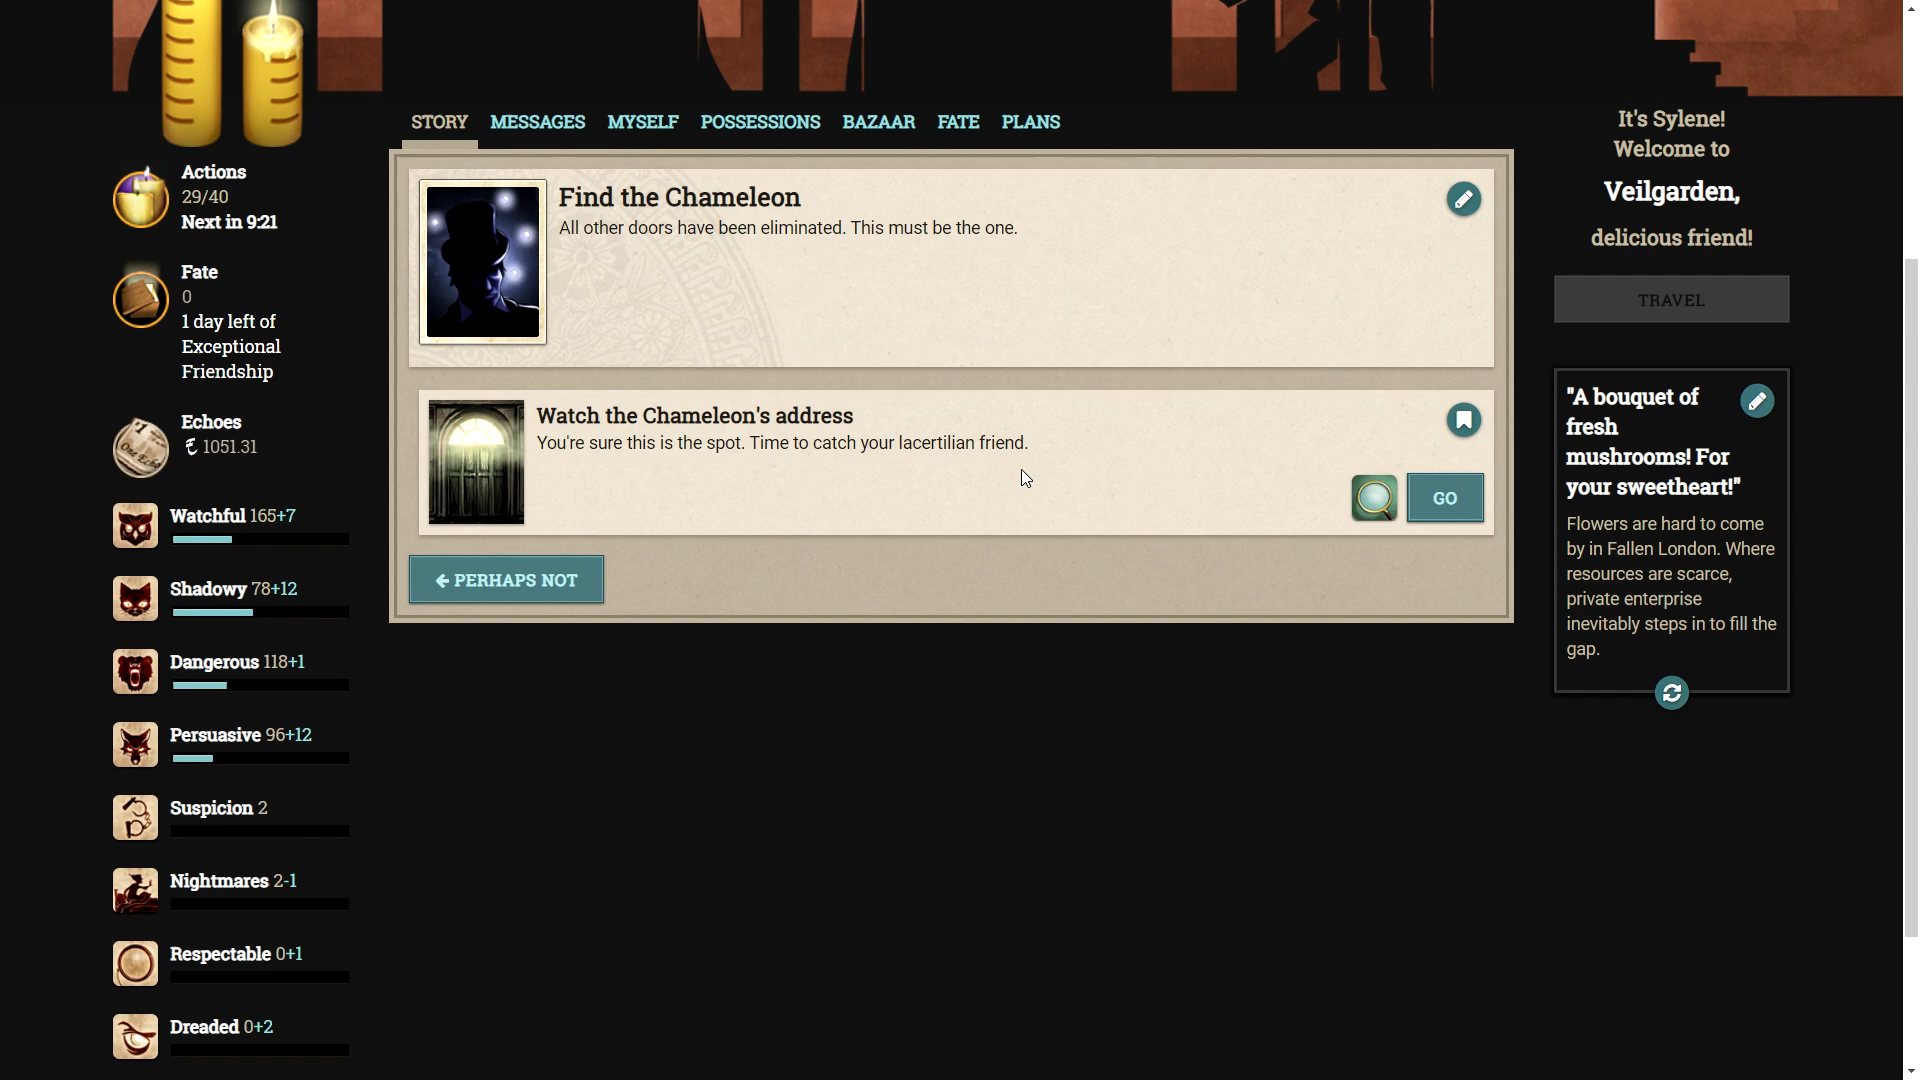 STORY MESSAGES MYSELF POSSESSIONS BAZAAR FATE PLANS
Actions
29/40
Next in 9:21
Fate
0
1 day left of
Exceptional
Friendship
Echoes
1051.31
Watchful 165+7
Shadowy 78+12
Dangerous 118+1
Persuasive 96+12
Suspicion 2
Nightmares 2-1
Respectable 0+1
Dreaded 0+2
Find the Chameleon
All other doors have been eliminated. This must be the one.
Watch the Chameleon's address
You're sure this is the spot. Time to catch your lacertilian friend.
GO
PERHAPS NOT
It's Sylene!
Welcome to
Veilgarden,
delicious friend!
TRAVEL
"A bouquet of
fresh
mushrooms! For
your sweetheart!"
Flowers are hard to come
by in Fallen London. Where
resources are scarce,
private enterprise
inevitably steps in to fill the
gap.